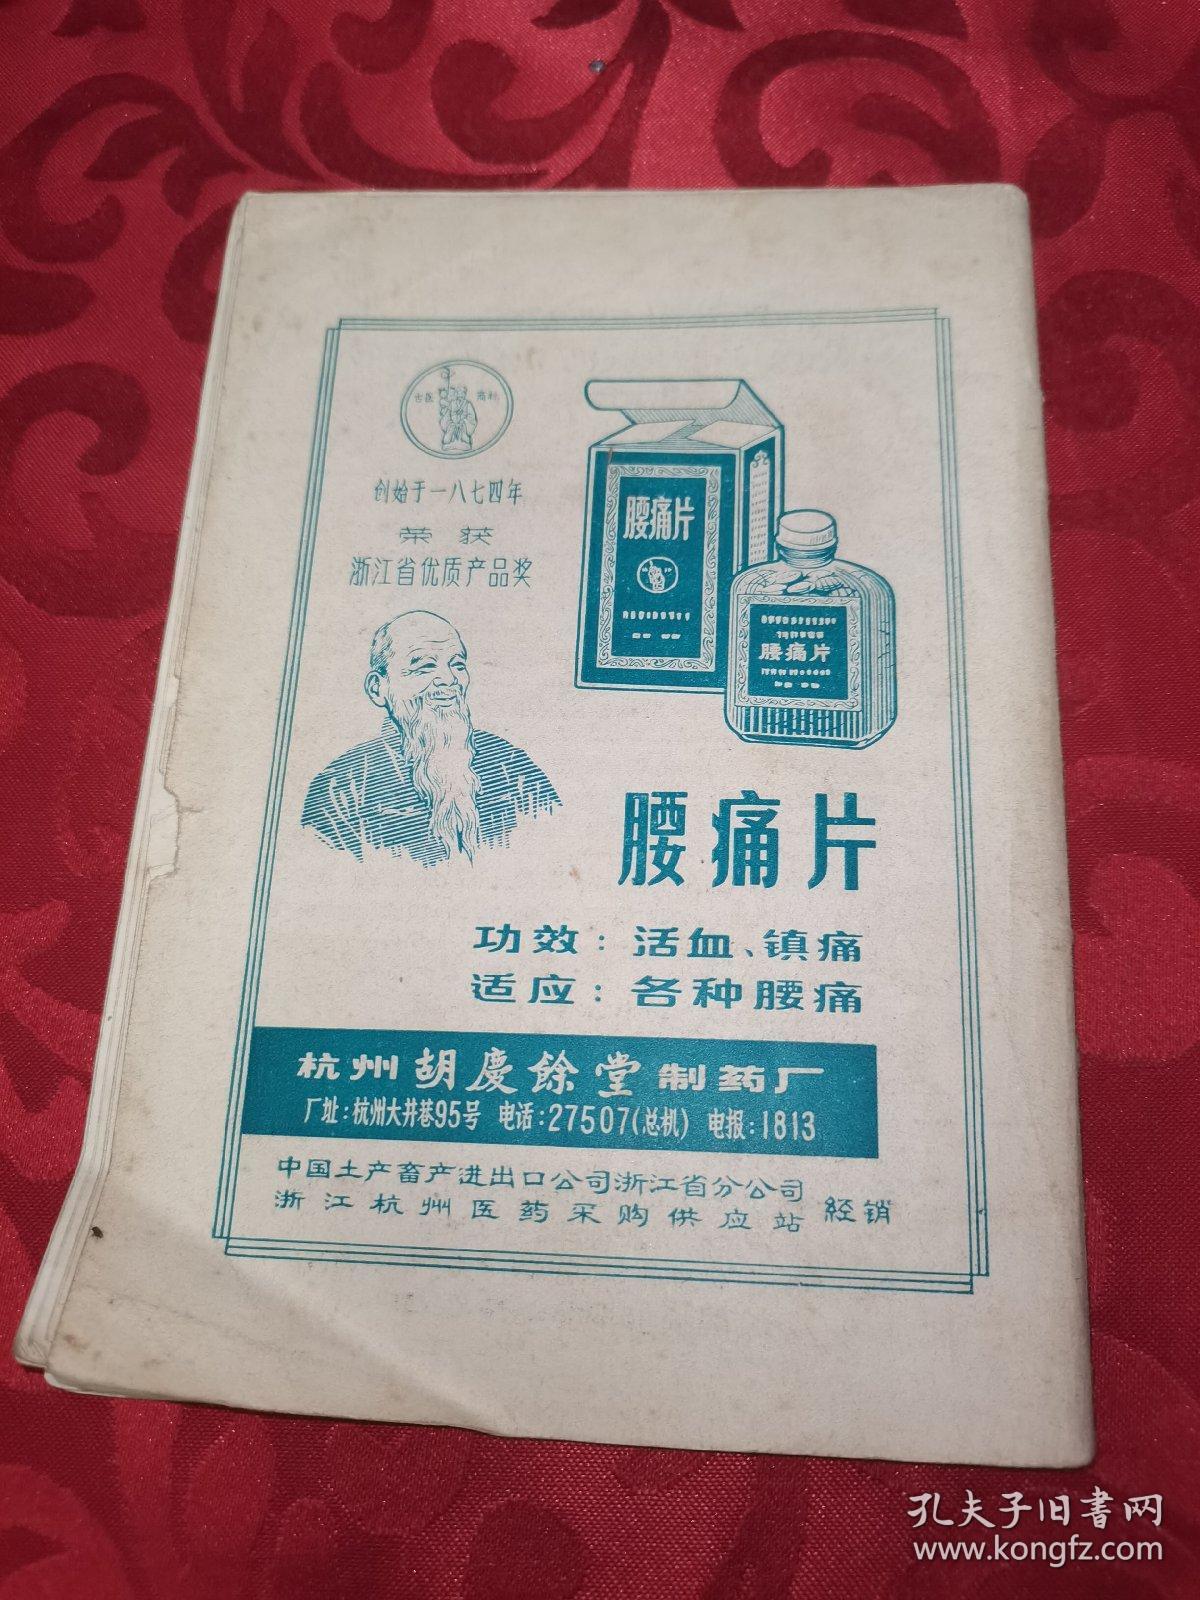 古医
创始于一八七四年
荣获
浙江省优质产品奖
腰痛片
腰痛片
腰痛片
功效：活血、镇痛
适应：各种腰痛
杭州胡慶餘堂制药厂
厂址：杭州大井巷95号 电话：27507(总机) 电报：1813
中国土产畜产进出口公司浙江省分公司
浙江杭州医药采购供应站 经销
孔夫子旧书网
www.kongfz.com